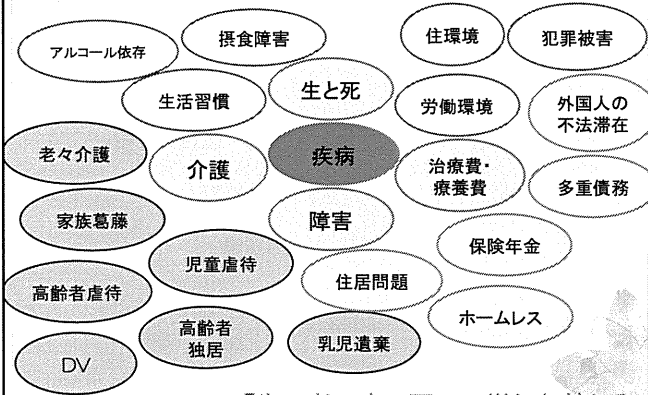 アルコール依存
摂食障害
住環境
犯罪被害
生活習慣
生と死
労働環境
外国人の
不法滞在
老々介護
介護
疾病
治療費・
療養費
多重債務
家族葛藤
障害
保険年金
高齢者虐待
児童虐待
住居問題
ホームレス
DV
高齢者
独居
乳児遺棄